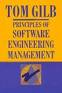 TOM GILB
PRINCIPLES OF
SOFTWARE
ENGINEERING
MANAGEMENT